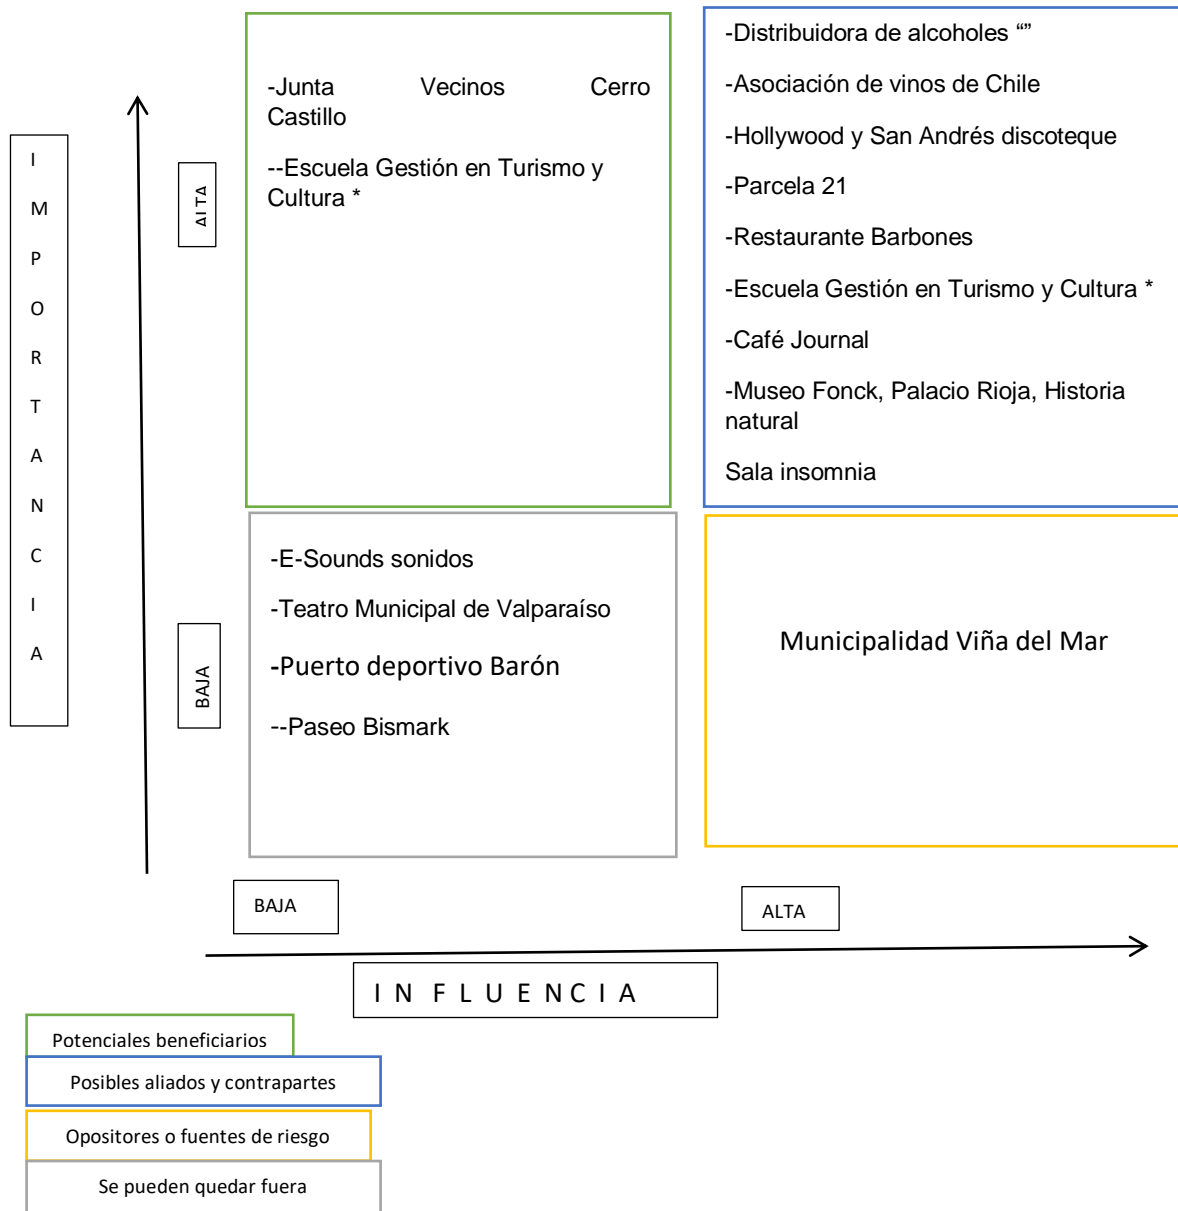 IMPORTANCIA
ALTA
-Junta Vecinos Cerro
Castillo
--Escuela Gestión en Turismo y
Cultura *
-Distribuidora de alcoholes “”
-Asociación de vinos de Chile
-Hollywood y San Andrés discoteque
-Parcela 21
-Restaurante Barbones
-Escuela Gestión en Turismo y Cultura *
-Café Journal
-Museo Fonck, Palacio Rioja, Historia
natural
Sala insomnia
BAJA
-E-Sounds sonidos
-Teatro Municipal de Valparaíso
-Puerto deportivo Barón
--Paseo Bismark
Municipalidad Viña del Mar
BAJA
ALTA
INFLUENCIA
Potenciales beneficiarios
Posibles aliados y contrapartes
Opositores o fuentes de riesgo
Se pueden quedar fuera